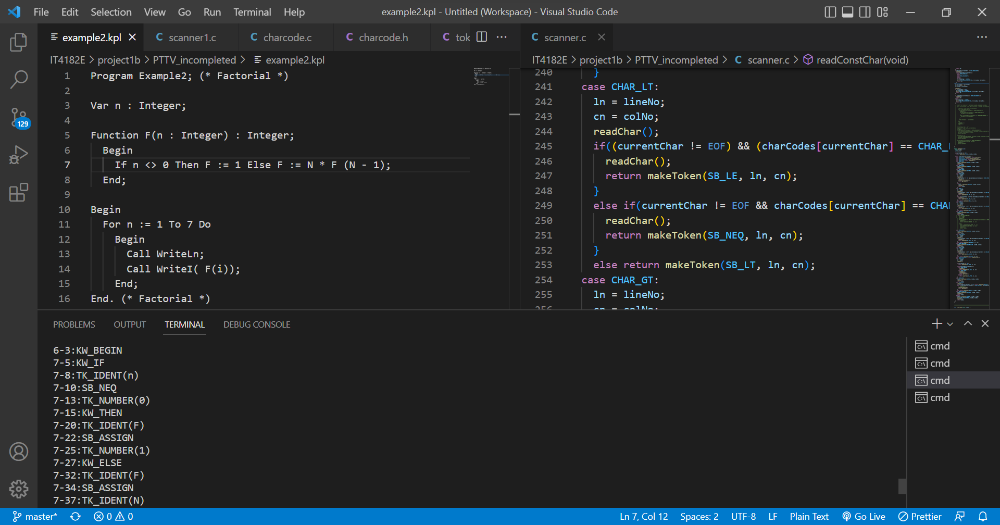 File Edit Selection View Go Run Terminal Help
example2.kpl - Untitled (Workspace) - Visual Studio Code
example2.kpl
scanner1.c
charcode.c
charcode.h
tok
IT4182E > project1b > PTTV_incompleted > example2.kpl
1 Program Example2; (* Factorial *)
2
3 Var n : Integer;
4
5 Function F(n : Integer) : Integer;
6 Begin
7 If n <> 0 Then F := 1 Else F := N * F (N - 1);
8 End;
9
10 Begin
11 For n := 1 To 7 Do
12 Begin
13 Call WriteLn;
14 Call WriteI( F(i));
15 End;
16 End. (* Factorial *)
scanner.c
IT4182E > project1b > PTTV_incompleted > C scanner.c > readConstChar(void)
240 }
241 case CHAR_LT:
242 ln = lineNo;
243 cn = colNo;
244 readChar();
245 if((currentChar != EOF) && (charCodes[currentChar] == CHAR_
246 readChar();
247 return makeToken(SB_LE, ln, cn);
248 }
249 else if(currentChar != EOF && charCodes[currentChar] == CHA
250 readChar();
251 return makeToken(SB_NEQ, ln, cn);
252 }
253 else return makeToken(SB_LT, ln, cn);
254 case CHAR_GT:
255 ln = lineNo;
256 cn = colNo;
129
PROBLEMS OUTPUT TERMINAL DEBUG CONSOLE
6-3:KW_BEGIN
7-5:KW_IF
7-8:TK_IDENT(n)
7-10:SB_NEQ
7-13:TK_NUMBER(0)
7-15:KW_THEN
7-20:TK_IDENT(F)
7-22:SB_ASSIGN
7-25:TK_NUMBER(1)
7-27:KW_ELSE
7-32:TK_IDENT(F)
7-34:SB_ASSIGN
7-37:TK_IDENT(N)
cmd
cmd
cmd
cmd
master* 0 0
Ln 7, Col 12 Spaces: 2 UTF-8 LF Plain Text Go Live Prettier